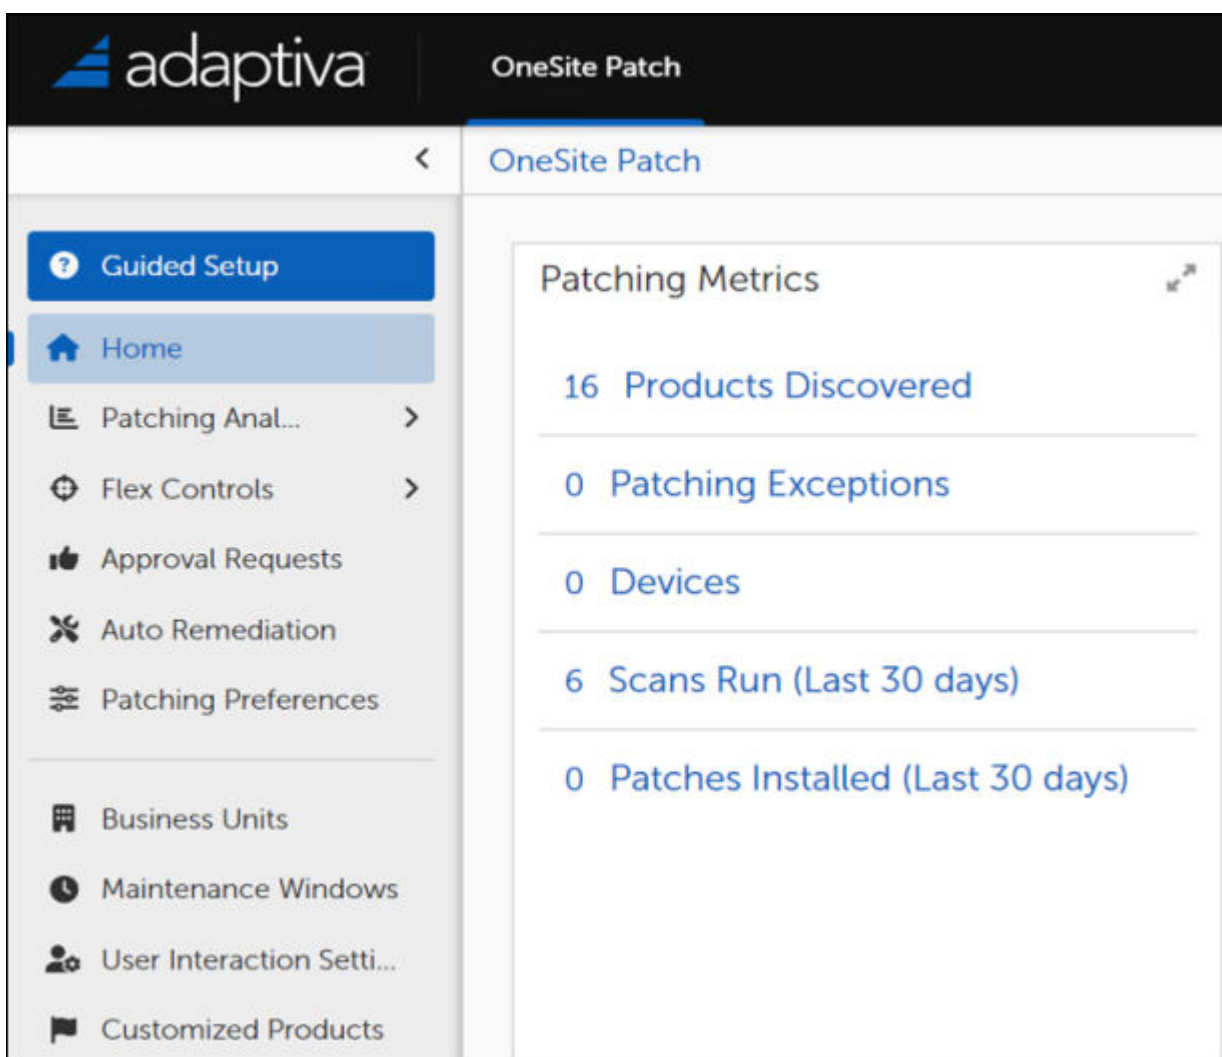 adaptiva
OneSite Patch
OneSite Patch
Guided Setup
Home
Patching Anal...
Flex Controls
Approval Requests
Auto Remediation
Patching Preferences
Business Units
Maintenance Windows
User Interaction Setti...
Customized Products
Patching Metrics
16 Products Discovered
0 Patching Exceptions
0 Devices
6 Scans Run (Last 30 days)
0 Patches Installed (Last 30 days)